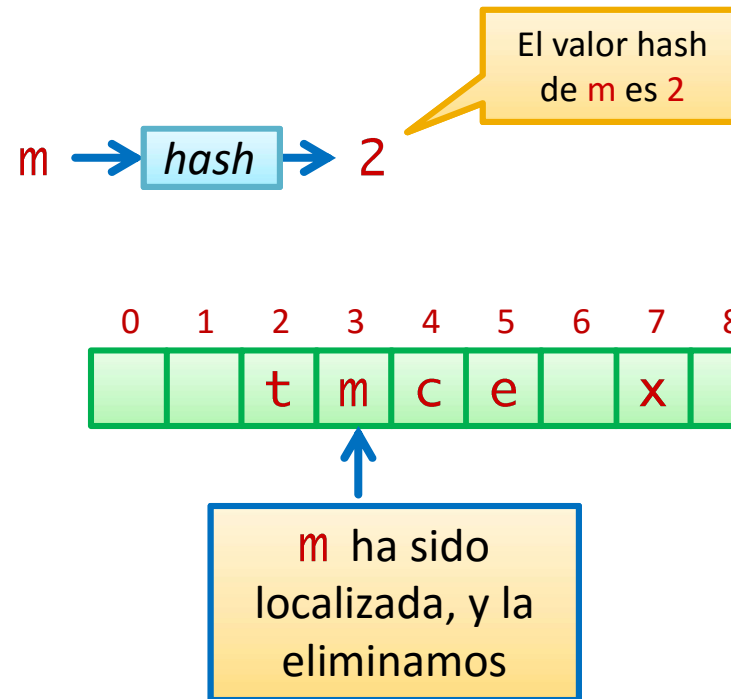 El valor hash
de m es 2
m hash 2
0 1 2 3 4 5 6 7 8
t m c e x
m ha sido
localizada, y la
eliminamos